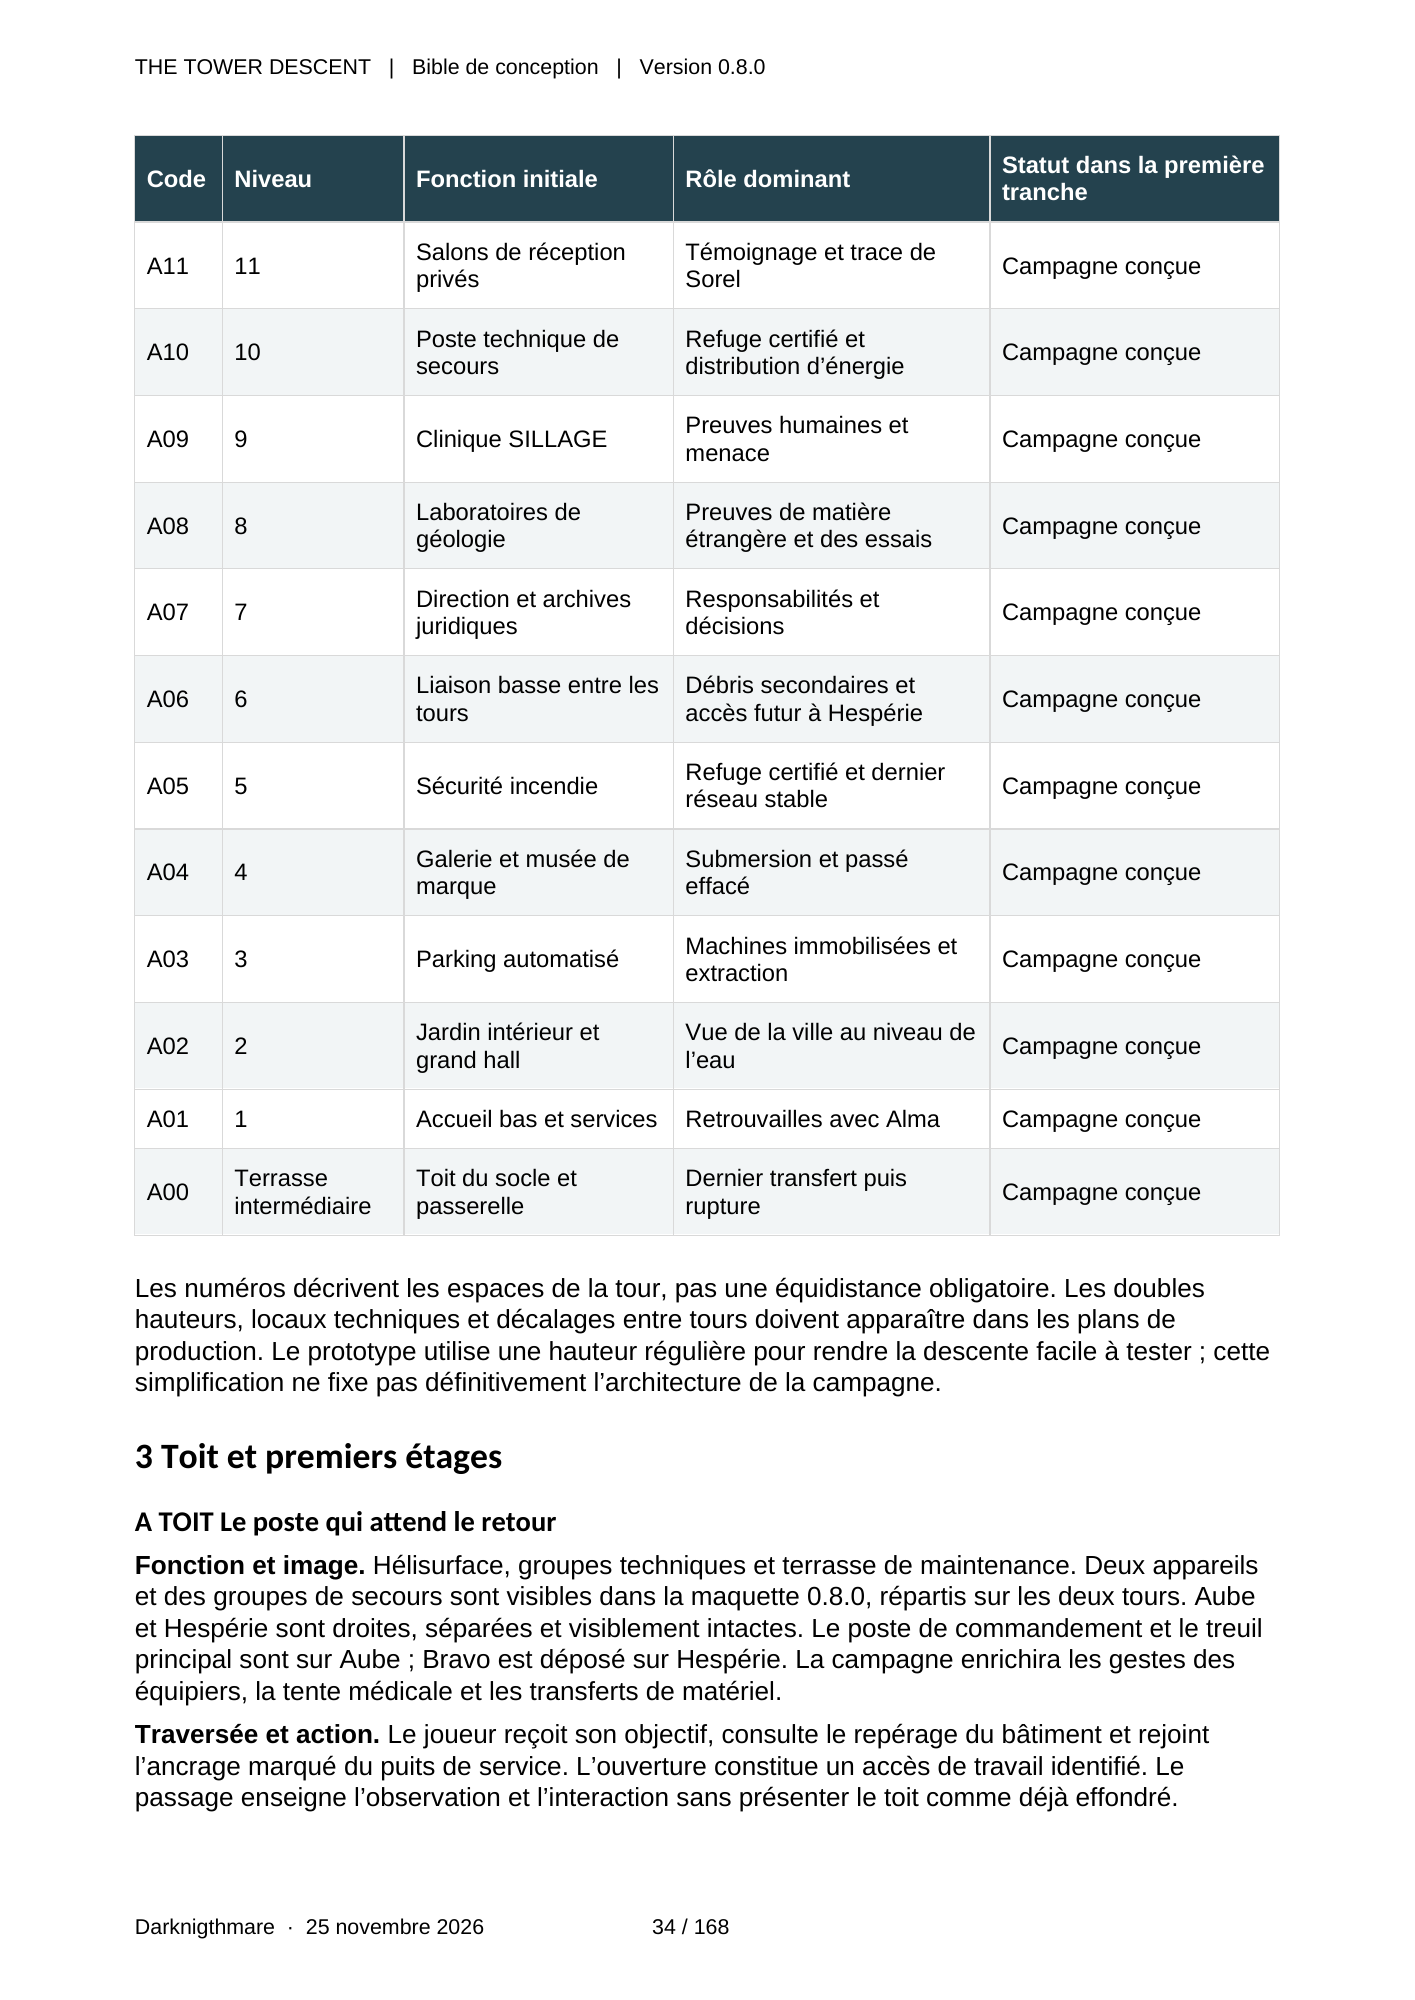 THE TOWER DESCENT | Bible de conception | Version 0.8.0
Code Niveau Fonction initiale Rôle dominant Statut dans la première tranche
A11 11 Salons de réception privés Témoignage et trace de Sorel Campagne conçue
A10 10 Poste technique de secours Refuge certifié et distribution d’énergie Campagne conçue
A09 9 Clinique SILLAGE Preuves humaines et menace Campagne conçue
A08 8 Laboratoires de géologie Preuves de matière étrangère et des essais Campagne conçue
A07 7 Direction et archives juridiques Responsabilités et décisions Campagne conçue
A06 6 Liaison basse entre les tours Débris secondaires et accès futur à Hespérie Campagne conçue
A05 5 Sécurité incendie Refuge certifié et dernier réseau stable Campagne conçue
A04 4 Galerie et musée de marque Submersion et passé effacé Campagne conçue
A03 3 Parking automatisé Machines immobilisées et extraction Campagne conçue
A02 2 Jardin intérieur et grand hall Vue de la ville au niveau de l’eau Campagne conçue
A01 1 Accueil bas et services Retrouvailles avec Alma Campagne conçue
A00 Terrasse intermédiaire Toit du socle et passerelle Dernier transfert puis rupture Campagne conçue
Les numéros décrivent les espaces de la tour, pas une équidistance obligatoire. Les doubles
hauteurs, locaux techniques et décalages entre tours doivent apparaître dans les plans de
production. Le prototype utilise une hauteur régulière pour rendre la descente facile à tester ; cette
simplification ne fixe pas définitivement l’architecture de la campagne.
3 Toit et premiers étages
A TOIT Le poste qui attend le retour
Fonction et image. Hélisurface, groupes techniques et terrasse de maintenance. Deux appareils
et des groupes de secours sont visibles dans la maquette 0.8.0, répartis sur les deux tours. Aube
et Hespérie sont droites, séparées et visiblement intactes. Le poste de commandement et le treuil
principal sont sur Aube ; Bravo est déposé sur Hespérie. La campagne enrichira les gestes des
équipiers, la tente médicale et les transferts de matériel.
Traversée et action. Le joueur reçoit son objectif, consulte le repérage du bâtiment et rejoint
l’ancrage marqué du puits de service. L’ouverture constitue un accès de travail identifié. Le
passage enseigne l’observation et l’interaction sans présenter le toit comme déjà effondré.
Darknigthmare · 25 novembre 2026 34 / 168